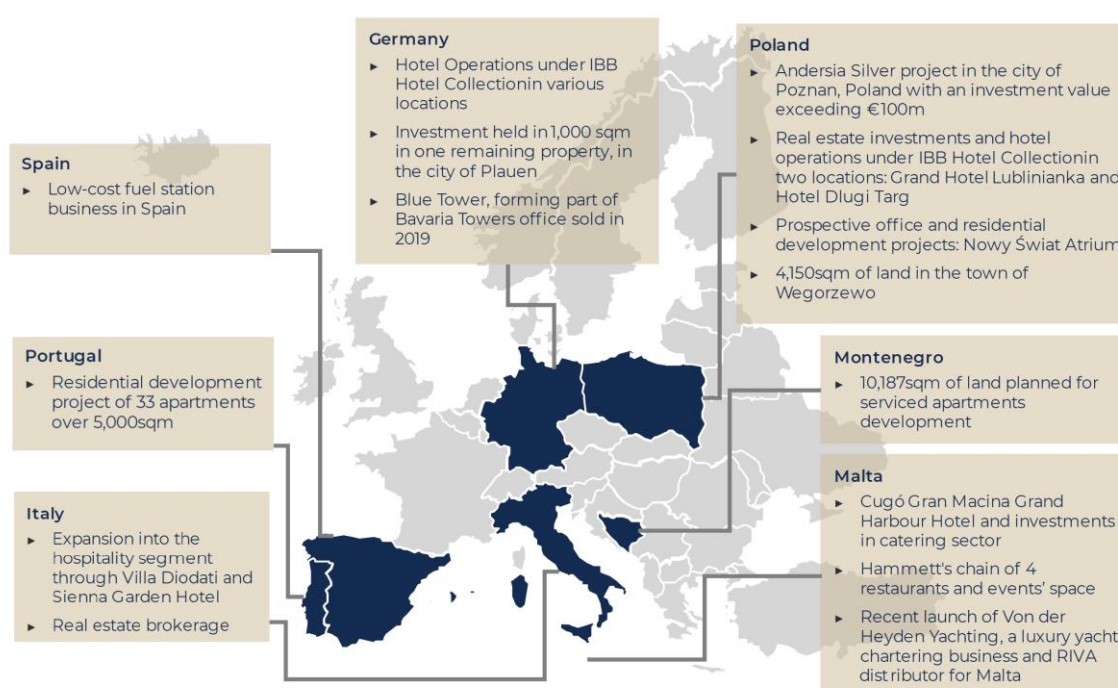 Germany
▸ Hotel Operations under IBB
Hotel Collectionin various
locations
▸ Investment held in 1,000 sqm
in one remaining property, in
the city of Plauen
▸ Blue Tower, forming part of
Bavaria Towers office sold in
2019
Poland
▸ Andersia Silver project in the city of
Poznan, Poland with an investment value
exceeding €100m
▸ Real estate investments and hotel
operations under IBB Hotel Collectionin
two locations: Grand Hotel Lublinianka and
Hotel Dlugi Targ
▸ Prospective office and residential
development projects: Nowy Świat Atrium
▸ 4,150sqm of land in the town of
Wegorzewo
Spain
▸ Low-cost fuel station
business in Spain
Portugal
▸ Residential development
project of 33 apartments
over 5,000sqm
Montenegro
▸ 10,187sqm of land planned for
serviced apartments
development
Italy
▸ Expansion into the
hospitality segment
through Villa Diodati and
Sienna Garden Hotel
▸ Real estate brokerage
Malta
▸ Cugó Gran Macina Grand
Harbour Hotel and investments
in catering sector
▸ Hammett's chain of 4
restaurants and events’ space
▸ Recent launch of Von der
Heyden Yachting, a luxury yacht
chartering business and RIVA
distributor for Malta